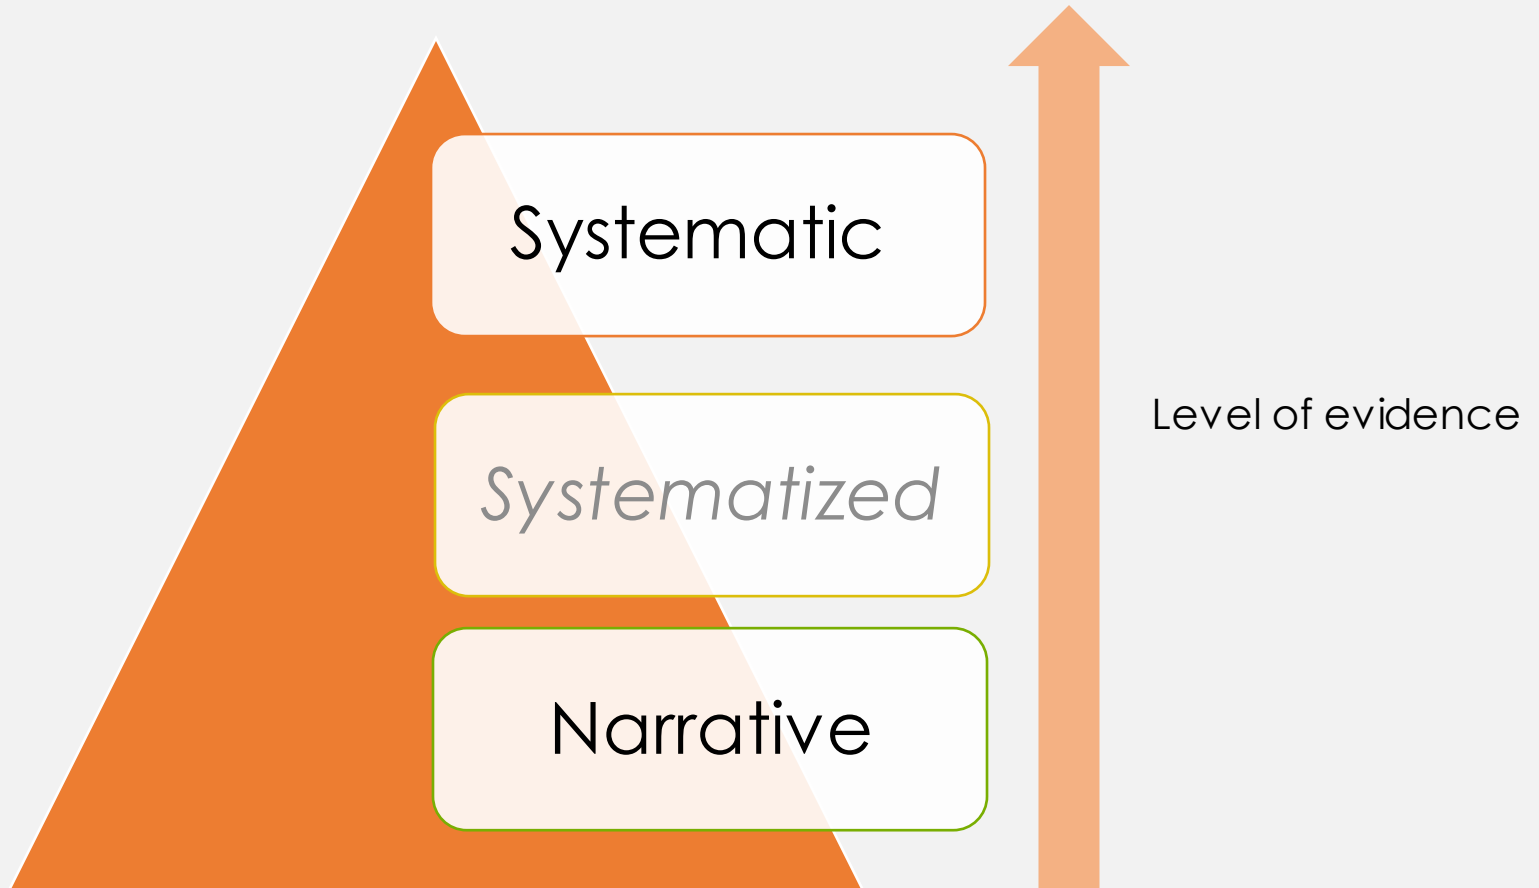 Systematic
Level of evidence
Systematized
Narrative